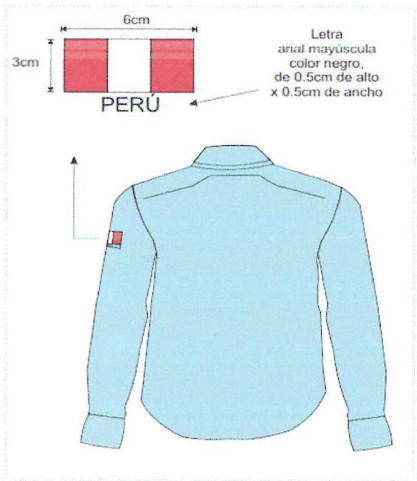 6cm
3cm
PERÚ
Letra
arial mayúscula
color negro,
de 0.5cm de alto
x 0.5cm de ancho